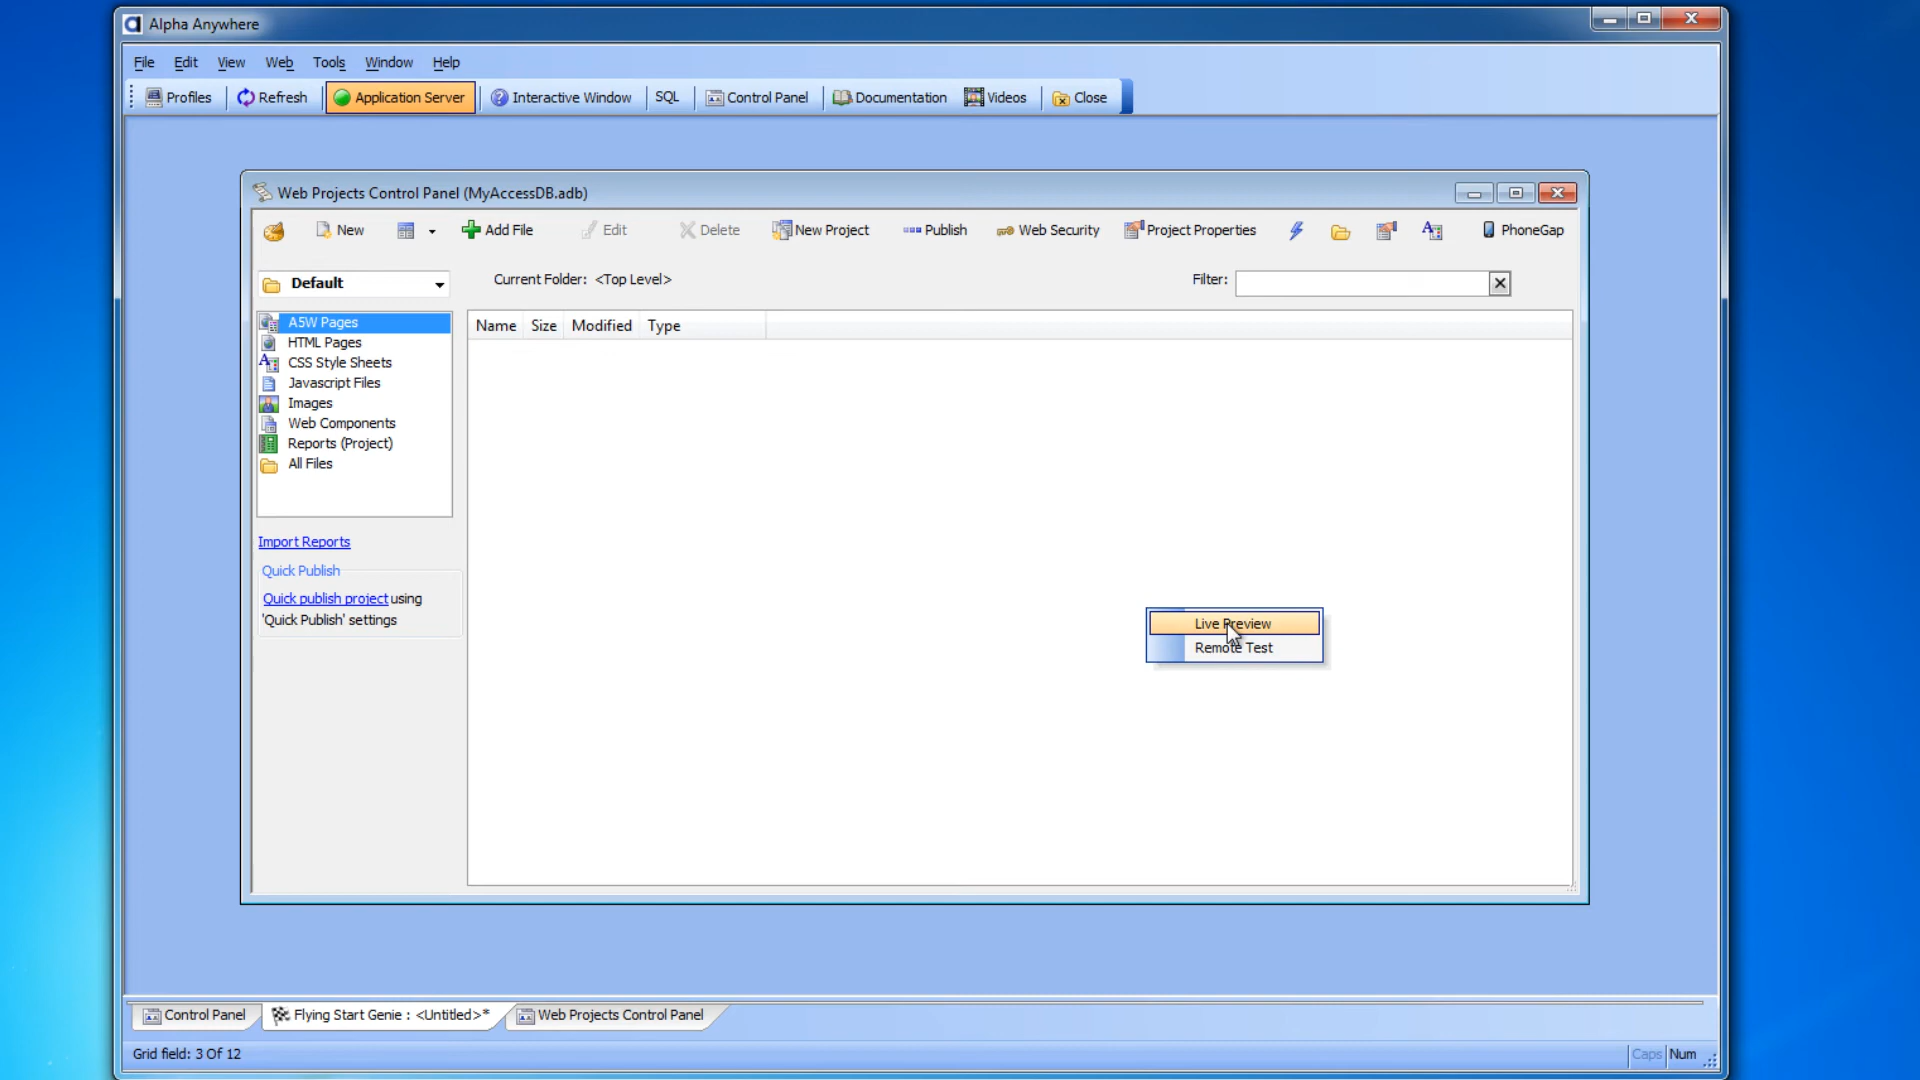 Alpha Anywhere
File Edit View Web Tools Window Help
Profiles Refresh Application Server Interactive Window SQL Control Panel Documentation Videos Close
Web Projects Control Panel (MyAccessDB.adb)
New Add File Edit Delete New Project Publish Web Security Project Properties PhoneGap
Default Current Folder: <Top Level> Filter:
Name Size Modified Type
A5W Pages
HTML Pages
CSS Style Sheets
Javascript Files
Images
Web Components
Reports (Project)
All Files
Import Reports
Quick Publish
Quick publish project using
'Quick Publish' settings
Live Preview
Remote Test
Control Panel Flying Start Genie : <Untitled>* Web Projects Control Panel
Grid field: 3 Of 12 Caps Num